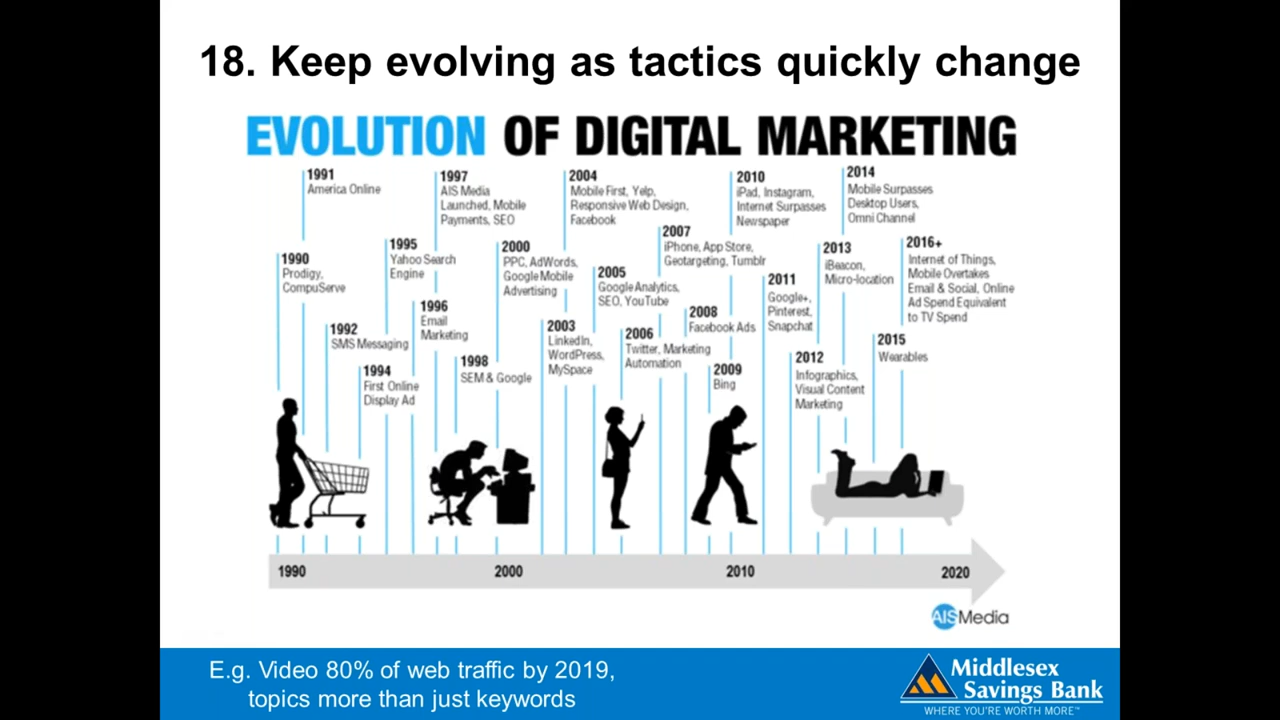 18. Keep evolving as tactics quickly change
EVOLUTION OF DIGITAL MARKETING
1990
Prodigy,
CompuServe
1991
America Online
1992
SMS Messaging
1994
First Online
Display Ad
1995
Yahoo Search
Engine
1996
Email
Marketing
1997
AIS Media
Launched, Mobile
Payments, SEO
1998
SEM & Google
2000
PPC, AdWords,
Google Mobile
Advertising
2003
LinkedIn,
WordPress,
MySpace
2004
Mobile First, Yelp,
Responsive Web Design,
Facebook
2005
Google Analytics,
SEO, YouTube
2006
Twitter, Marketing
Automation
2007
iPhone, App Store,
Geotargeting, Tumblr
2008
Facebook Ads
2009
Bing
2010
iPad, Instagram,
Internet Surpasses
Newspaper
2011
Google+,
Pinterest,
Snapchat
2012
Infographics,
Visual Content
Marketing
2013
iBeacon,
Micro-location
2014
Mobile Surpasses
Desktop Users,
Omni Channel
2015
Wearables
2016+
Internet of Things,
Mobile Overtakes
Email & Social, Online
Ad Spend Equivalent
to TV Spend
1990 2000 2010 2020
AISMedia
E.g. Video 80% of web traffic by 2019,
topics more than just keywords
Middlesex
Savings Bank
WHERE YOU'RE WORTH MORE™